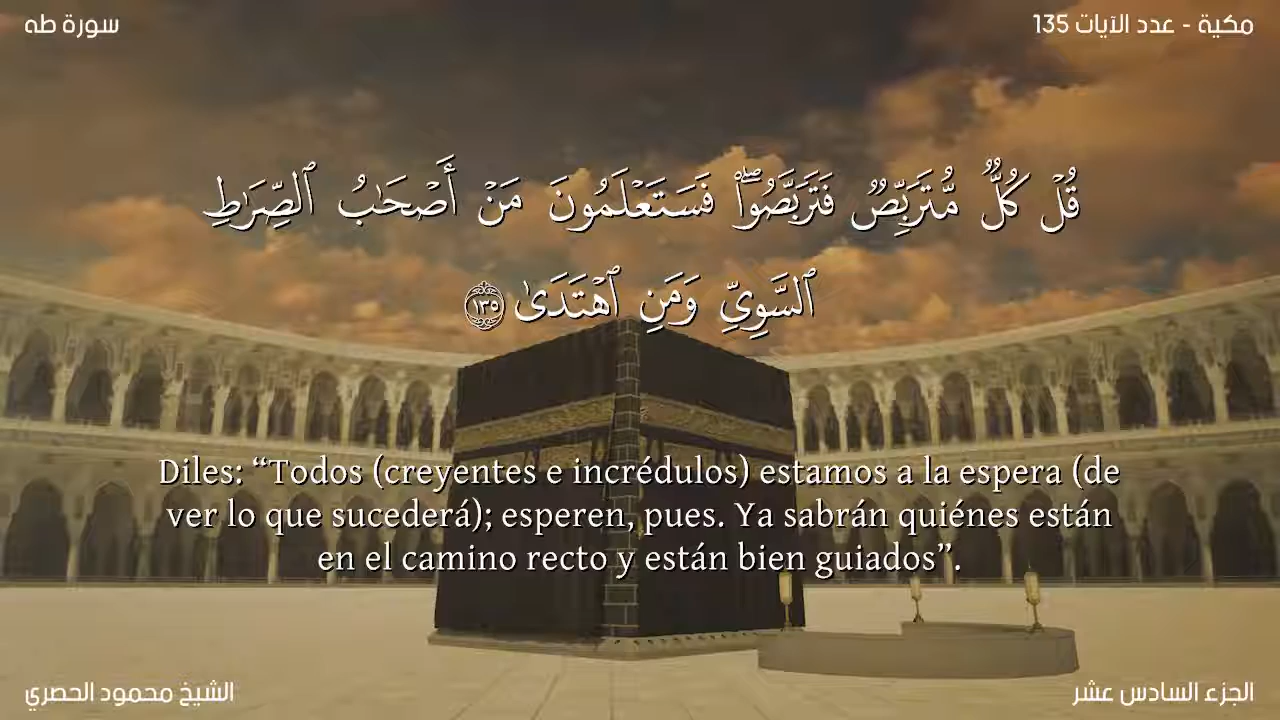 سورة طه
مكية - عدد الآيات 135
قُلْ كُلٌّ مُّتَرَبِّصٌ فَتَرَبَّصُوا۟ ۖ فَسَتَعْلَمُونَ مَنْ أَصْحَـٰبُ ٱلصِّرَٰطِ
ٱلسَّوِىِّ وَمَنِ ٱهْتَدَىٰ ١٣٥
Diles: “Todos (creyentes e incrédulos) estamos a la espera (de
ver lo que sucederá); esperen, pues. Ya sabrán quiénes están
en el camino recto y están bien guiados”.
الشيخ محمود الحصري
الجزء السادس عشر